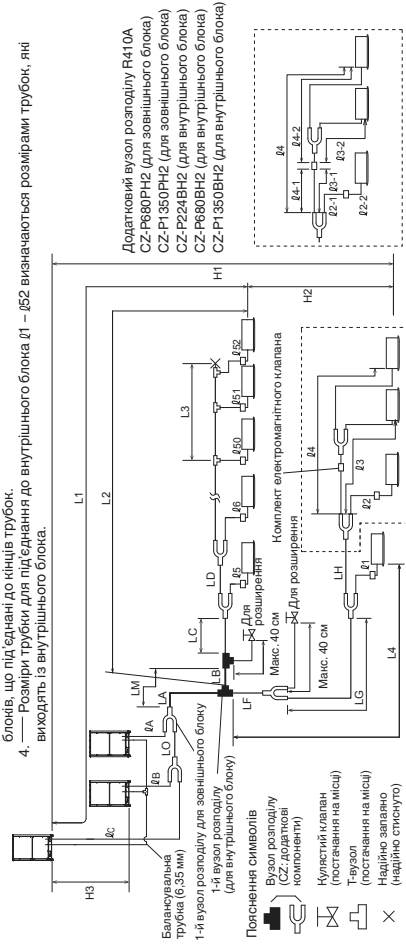 блоків, що під'єднані до кінців трубок.
4. —— Розміри трубки для під'єднання до внутрішнього блока ℓ1 – ℓ52 визначаються розмірами трубок, які
виходять із внутрішнього блока.
Додатковий вузол розподілу R410A
CZ-P680PH2 (для зовнішнього блока)
CZ-P1350PH2 (для зовнішнього блока)
CZ-P224BH2 (для внутрішнього блока)
CZ-P680BH2 (для внутрішнього блока)
CZ-P1350BH2 (для внутрішнього блока)
H1
L1
L2
H2
H3
ℓC
ℓB
ℓA
LO
LA
LM
LB
LC
LD
L3
ℓ5
ℓ6
ℓ50
ℓ51
ℓ52
Для
розширення
Макс. 40 см
Балансувальна
трубка (6,35 мм)
1-й вузол розподілу для зовнішнього блоку
1-й вузол розподілу
(для внутрішнього блоку)
LF
LG
LH
L4
Для розширення
Макс. 40 см
Комплект електромагнітного клапана
ℓ1
ℓ2
ℓ3
ℓ4
ℓ4
ℓ4-1
ℓ4-2
ℓ3-1
ℓ3-2
ℓ2-1
ℓ2-2
Пояснення символів
Вузол розподілу
(CZ: додаткові
компоненти)
Кулястий клапан
(постачання на місці)
Т-вузол
(постачання на місці)
Надійно запаяно
(надійно стиснуто)